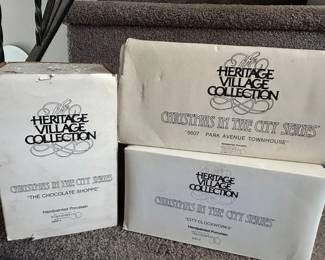 The
HERITAGE
VILLAGE
COLLECTION
CHRISTMAS IN THE CITY SERIES
"THE CHOCOLATE SHOPPE"
Handpainted Porcelain
The
HERITAGE
VILLAGE
COLLECTION
CHRISTMAS IN THE CITY SERIES
"5607 PARK AVENUE TOWNHOUSE"
The
HERITAGE
VILLAGE
COLLECTION
CHRISTMAS IN THE CITY SERIES
"CITY CLOCKWORKS"
Handpainted Porcelain